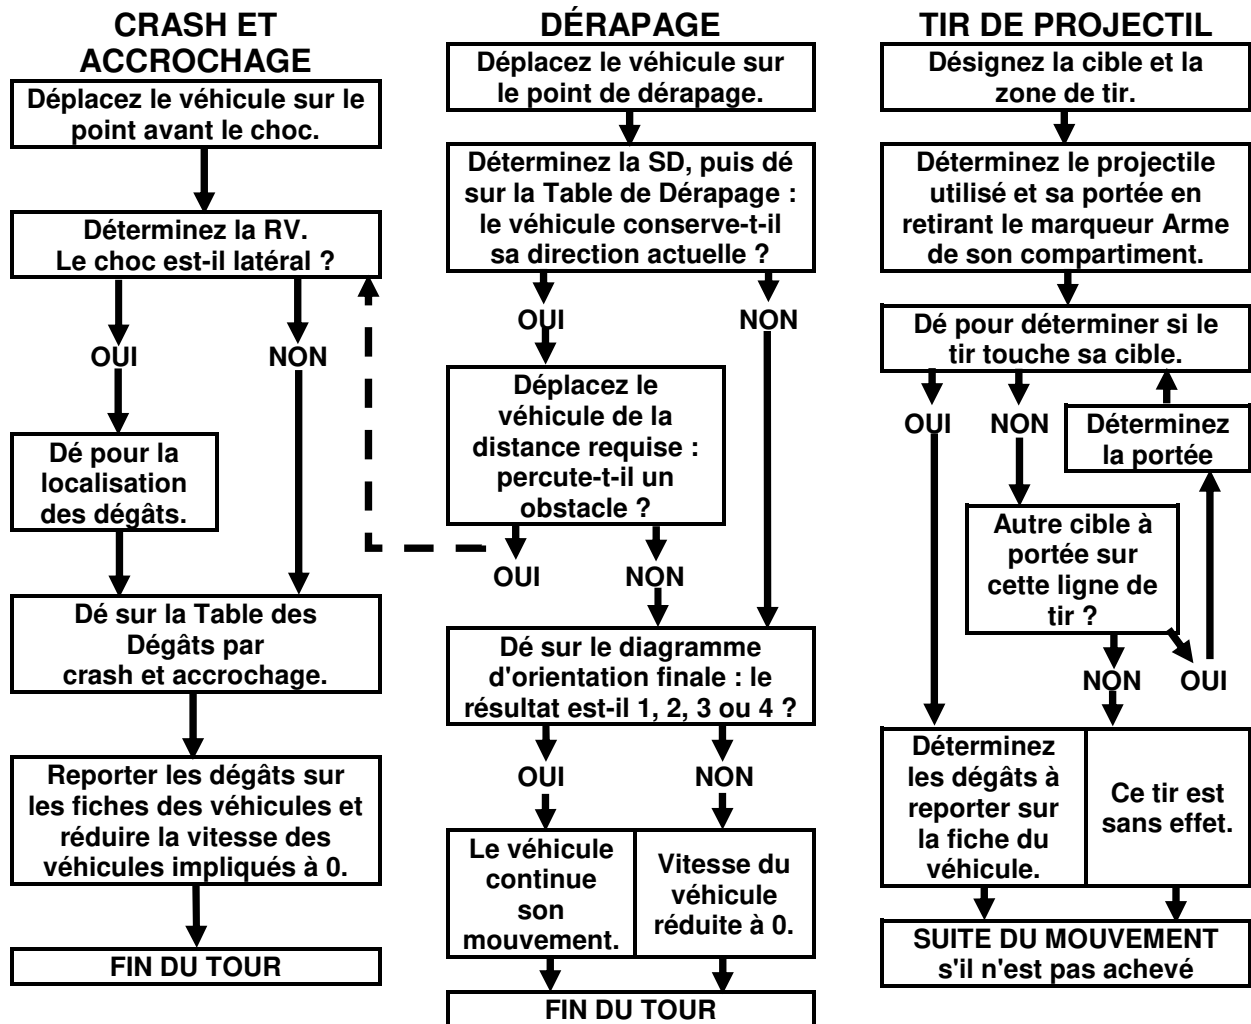 CRASH ET
ACCROCHAGE
Déplacez le véhicule sur le
point avant le choc.
Déterminez la RV.
Le choc est-il latéral ?
OUI
NON
Dé pour la
localisation
des dégâts.
Dé sur la Table des
Dégâts par
crash et accrochage.
Reporter les dégâts sur
les fiches des véhicules et
réduire la vitesse des
véhicules impliqués à 0.
FIN DU TOUR
DÉRAPAGE
Déplacez le véhicule sur
le point de dérapage.
Déterminez la SD, puis dé
sur la Table de Dérapage :
le véhicule conserve-t-il
sa direction actuelle ?
OUI
NON
Déplacez le
véhicule de la
distance requise :
percute-t-il un
obstacle ?
OUI
NON
Dé sur le diagramme
d'orientation finale : le
résultat est-il 1, 2, 3 ou 4 ?
OUI
NON
Le véhicule
continue
son
mouvement.
Vitesse du
véhicule
réduite à 0.
FIN DU TOUR
TIR DE PROJECTIL
Désignez la cible et la
zone de tir.
Déterminez le projectile
utilisé et sa portée en
retirant le marqueur Arme
de son compartiment.
Dé pour déterminer si le
tir touche sa cible.
OUI
NON
Déterminez
la portée
Autre cible à
portée sur
cette ligne de
tir ?
NON
OUI
Déterminez
les dégâts à
reporter sur
la fiche du
véhicule.
Ce tir est
sans effet.
SUITE DU MOUVEMENT
s'il n'est pas achevé